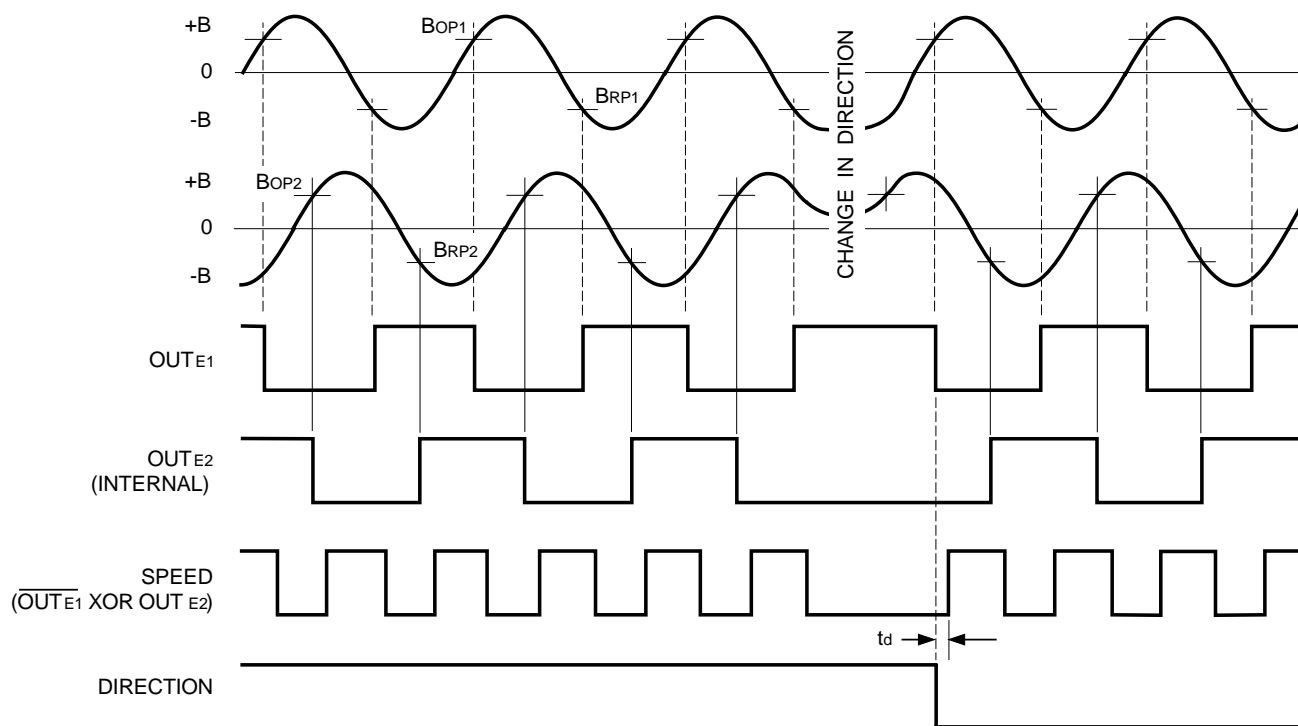 +B
BOP1
0
BRP1
-B
CHANGE IN DIRECTION
+B
BOP2
0
BRP2
-B
OUTE1
OUTE2
(INTERNAL)
SPEED
(OUTE1 XOR OUT E2)
td
DIRECTION